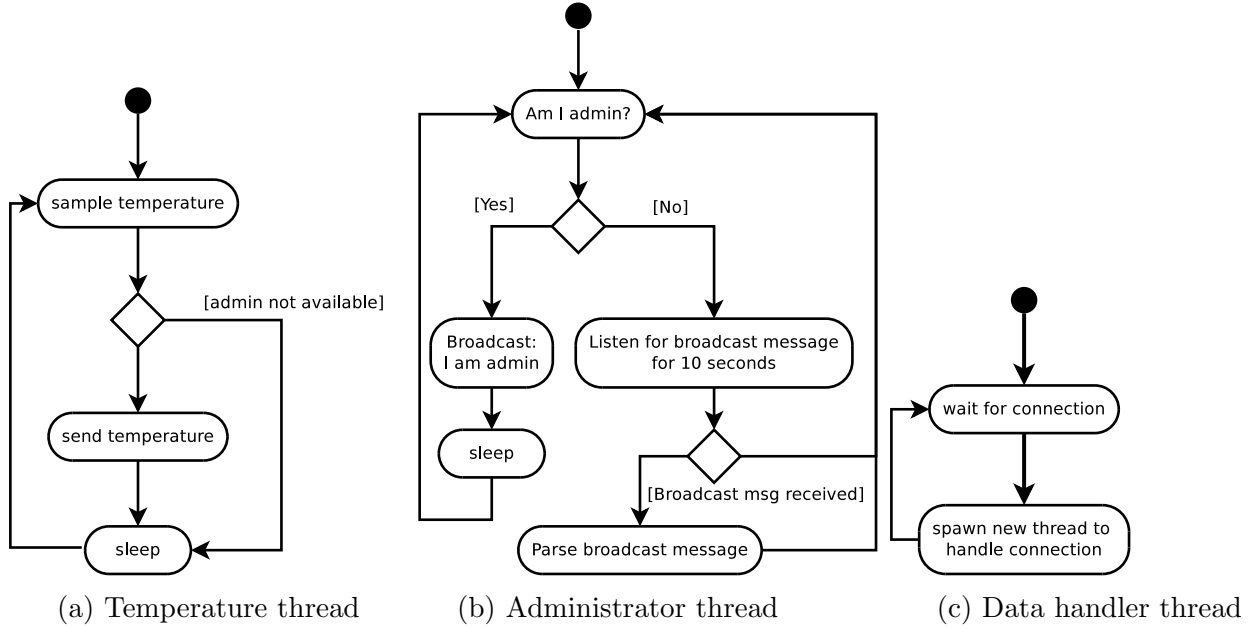 sample temperature
[admin not available]
send temperature
sleep
(a) Temperature thread
Am I admin?
[Yes]
[No]
Broadcast:
I am admin
Listen for broadcast message
for 10 seconds
sleep
[Broadcast msg received]
Parse broadcast message
(b) Administrator thread
wait for connection
spawn new thread to
handle connection
(c) Data handler thread